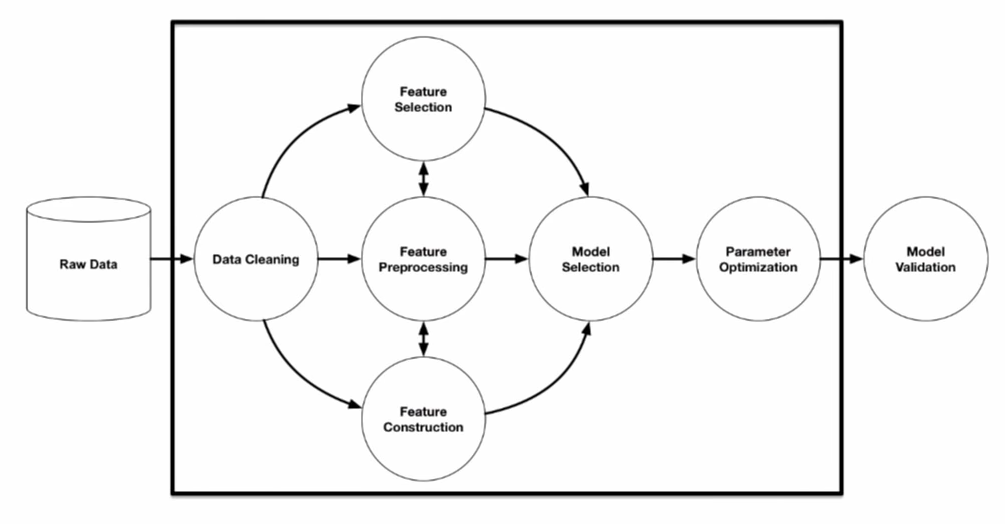 Feature
Selection
Raw Data
Data Cleaning
Feature
Preprocessing
Model
Selection
Parameter
Optimization
Model
Validation
Feature
Construction